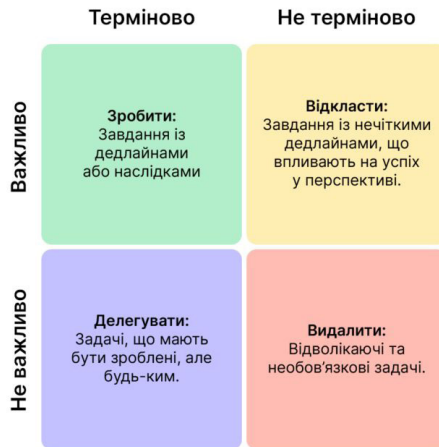 Терміново
Не терміново
Важливо
Зробити:
Завдання із
дедлайнами
або наслідками
Відкласти:
Завдання із нечіткими
дедлайнами, що
впливають на успіх
у перспективі.
Не важливо
Делегувати:
Задачі, що мають
бути зроблені, але
будь-ким.
Видалити:
Відволікаючі та
необов’язкові задачі.